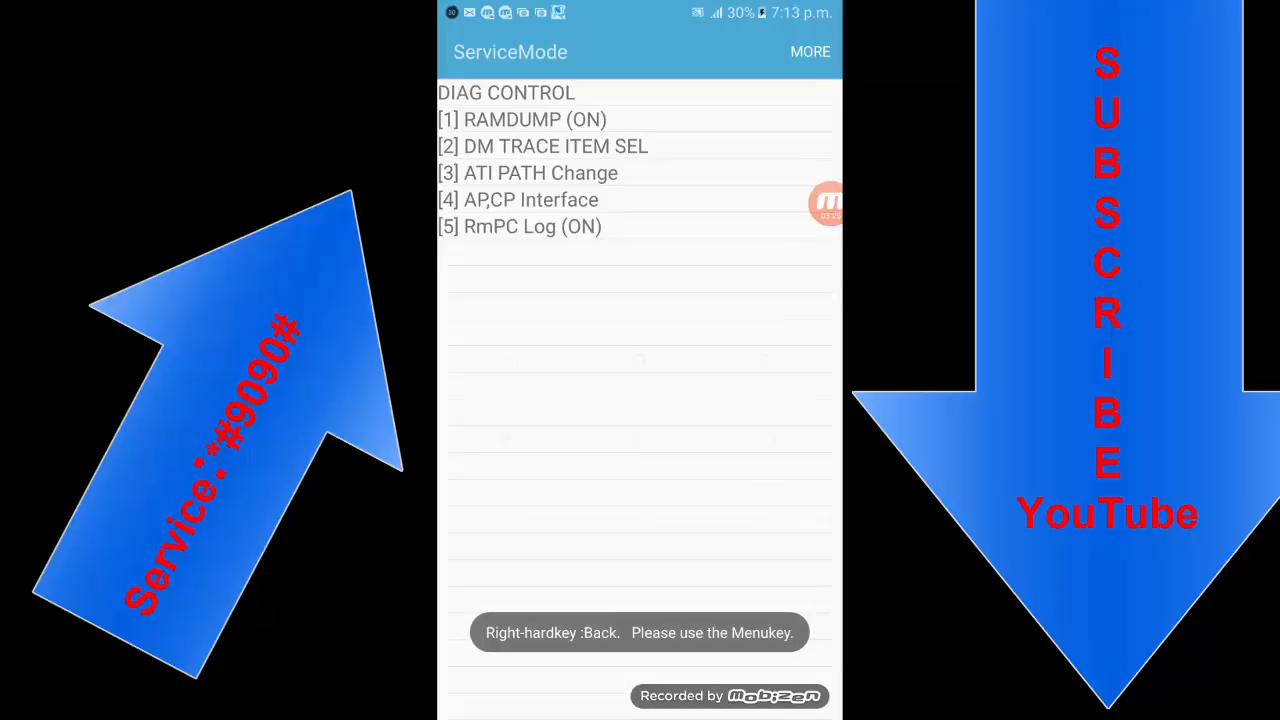 30% 7:13 p.m.
ServiceMode
MORE
DIAG CONTROL
[1] RAMDUMP (ON)
[2] DM TRACE ITEM SEL
[3] ATI PATH Change
[4] AP,CP Interface
[5] RmPC Log (ON)
Right-hardkey :Back. Please use the Menukey.
Recorded by mobizen
Service:*#9090#
SUBSCRIBE
YouTube